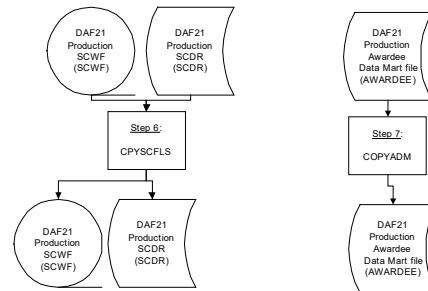 DAF21
Production
SCWF
(SCWF)
DAF21
Production
SCDR
(SCDR)
Step 6:
CPYSCFLS
DAF21
Production
SCWF
(SCWF)
DAF21
Production
SCDR
(SCDR)
DAF21
Production
Awardee
Data Mart file
(AWARDEE)
Step 7:
COPYADM
DAF21
Production
Awardee
Data Mart file
(AWARDEE)